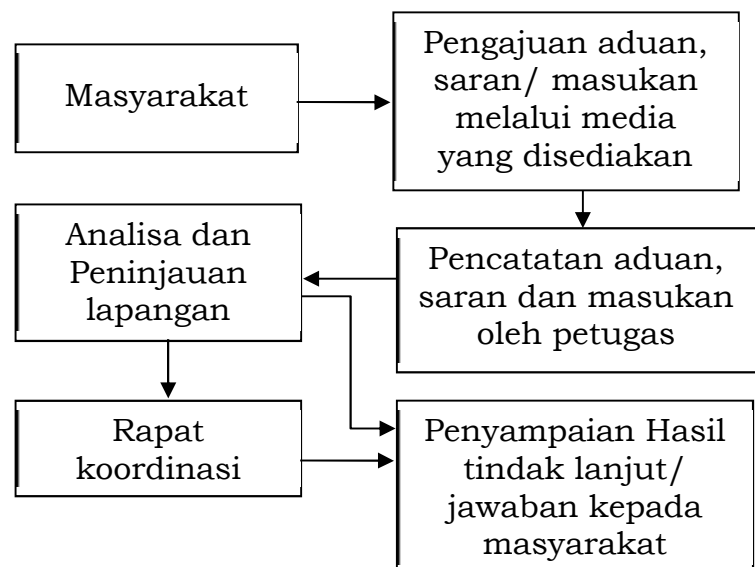 Masyarakat
Pengajuan aduan,
saran/ masukan
melalui media
yang disediakan
Analisa dan
Peninjauan
lapangan
Pencatatan aduan,
saran dan masukan
oleh petugas
Rapat
koordinasi
Penyampaian Hasil
tindak lanjut/
jawaban kepada
masyarakat